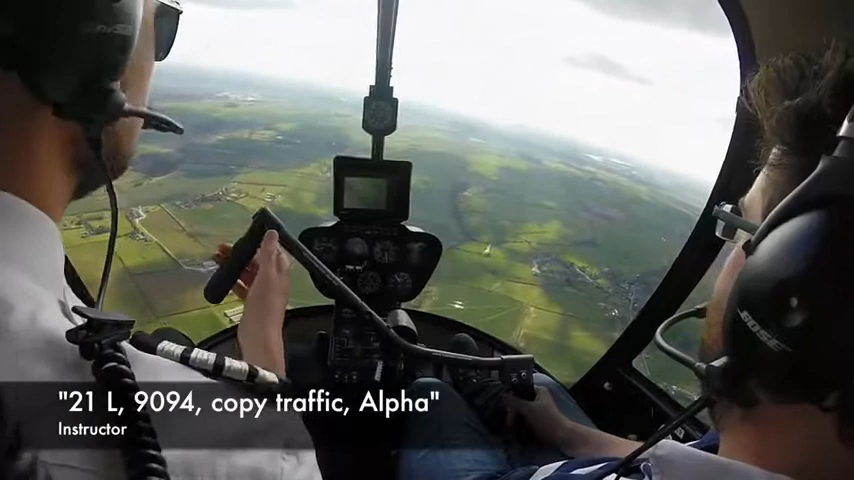 BOSE
"21 L, 9094, copy traffic, Alpha"
Instructor